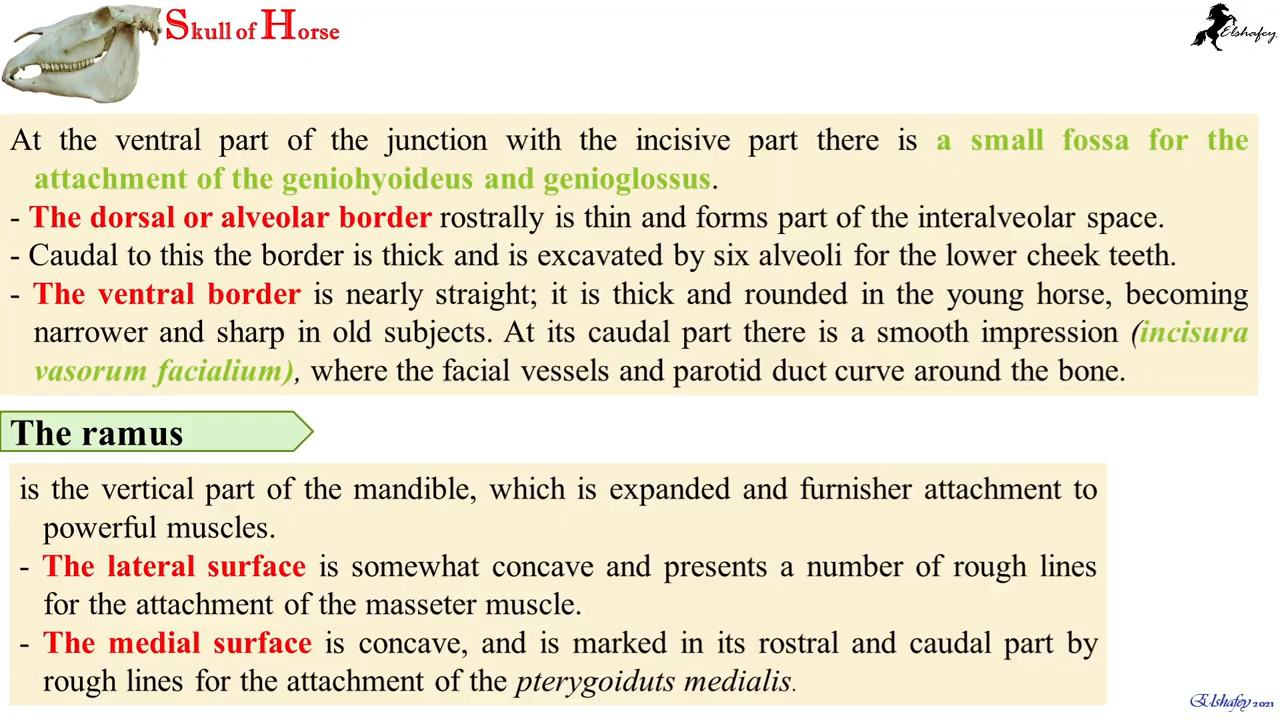 Skull of Horse
Elshafey
At the ventral part of the junction with the incisive part there is a small fossa for the
attachment of the geniohyoideus and genioglossus.
- The dorsal or alveolar border rostrally is thin and forms part of the interalveolar space.
- Caudal to this the border is thick and is excavated by six alveoli for the lower cheek teeth.
- The ventral border is nearly straight; it is thick and rounded in the young horse, becoming
narrower and sharp in old subjects. At its caudal part there is a smooth impression (incisura
vasorum facialium), where the facial vessels and parotid duct curve around the bone.
The ramus
is the vertical part of the mandible, which is expanded and furnisher attachment to
powerful muscles.
- The lateral surface is somewhat concave and presents a number of rough lines
for the attachment of the masseter muscle.
- The medial surface is concave, and is marked in its rostral and caudal part by
rough lines for the attachment of the pterygoiduts medialis.
Elshafey 2021